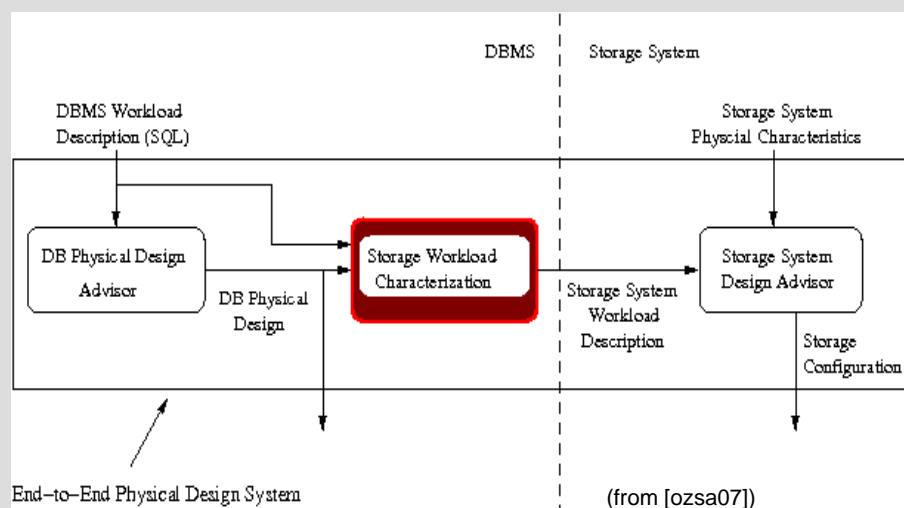 DBMS
Storage System
DBMS Workload
Description (SQL)
Storage System
Physcial Characteristics
DB Physical Design
Advisor
Storage Workload
Characterization
Storage System
Design Advisor
DB Physical
Design
Storage System
Workload
Description
Storage
Configuration
End-to-End Physical Design System
(from [ozsa07])